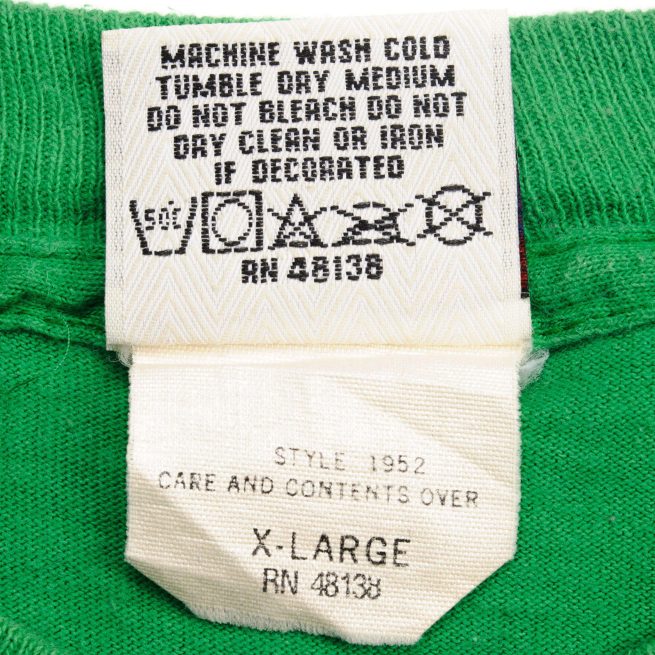 MACHINE WASH COLD
TUMBLE DRY MEDIUM
DO NOT BLEACH DO NOT
DRY CLEAN OR IRON
IF DECORATED
50C
RN 48138
STYLE 1952
CARE AND CONTENTS OVER
X-LARGE
RN 48138